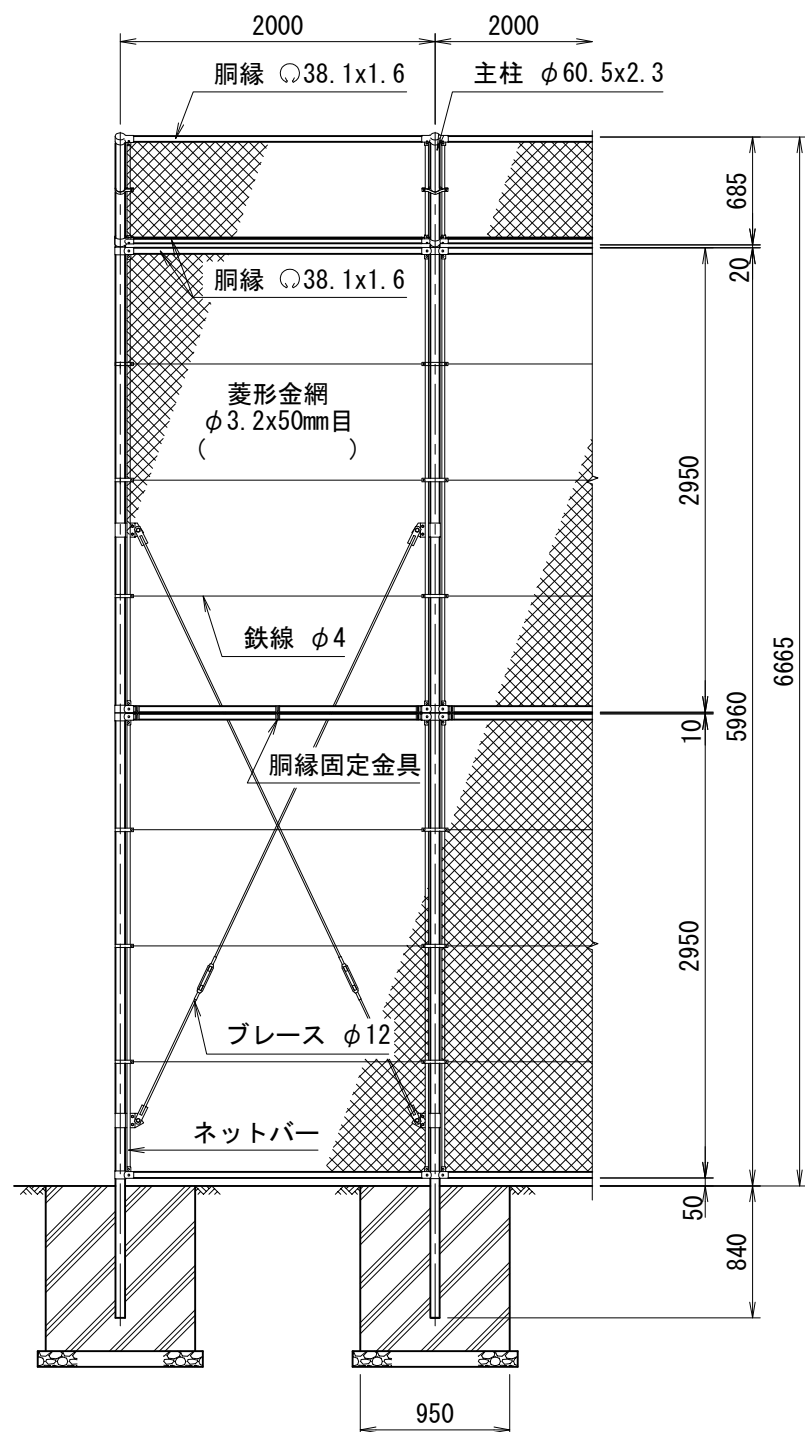 2000
2000
胴縁 38.1x1.6
主柱 φ60.5x2.3
685
20
胴縁 38.1x1.6
菱形金網
φ3.2x50mm目
( )
2950
鉄線 φ4
6665
5960
10
胴縁固定金具
2950
ブレース φ12
ネットバー
50
840
950